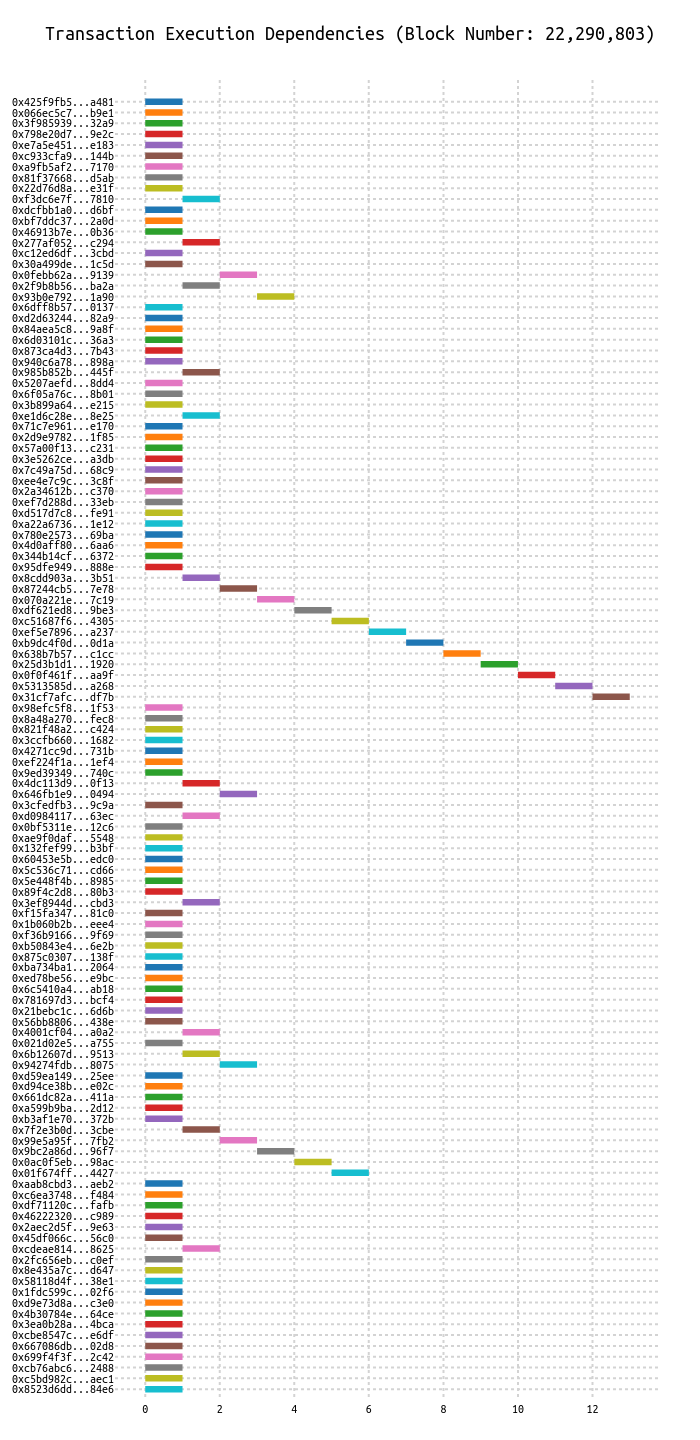 Transaction Execution Dependencies (Block Number: 22,290,803)
0x425f9fb5...a481
0x066ec5c7...b9e1
0x3f985939...32a9
0x798e20d7...9e2c
0xe7a5e451...e183
0xc933cfa9...144b
0xa9fb5af2...7170
0x81f37668...d5ab
0x22d76d8a...e31f
0xf3dc6e7f...7810
0xdcfbb1a0...d6bf
0xbf7ddc37...2a0d
0x46913b7e...0b36
0x277af052...c294
0xc12ed6df...3cbd
0x30a499de...1c5d
0x0febb62a...9139
0x2f9b8b56...ba2a
0x93b0e792...1a90
0x6dff8b57...0137
0xd2d63244...82a9
0x84aea5c8...9a8f
0x6d03101c...36a3
0x873ca4d3...7b43
0x940c6a78...898a
0x985b852b...445f
0x5207aefd...8dd4
0x6f05a76c...8b01
0x3b899a64...e215
0xe1d6c28e...8e25
0x71c7e961...e170
0x2d9e9782...1f85
0x57a00f13...c231
0x3e5262ce...a3db
0x7c49a75d...68c9
0xee4e7c9c...3c8f
0x2a34612b...c370
0xef7d288d...33eb
0xd517d7c8...fe91
0xa22a6736...1e12
0x780e2573...69ba
0x4d0aff80...6aa6
0x344b14cf...6372
0x95dfe949...888e
0x8cdd903a...3b51
0x87244cb5...7e78
0x070a221e...7c19
0xdf621ed8...9be3
0xc51687f6...4305
0xef5e7896...a237
0xb9dc4f0d...0d1a
0x638b7b57...c1cc
0x25d3b1d1...1920
0x0f0f461f...aa9f
0x5313585d...a268
0x31cf7afc...df7b
0x98efc5f8...1f53
0x8a48a270...fec8
0x821f48a2...c424
0x3ccfb660...1682
0x4271cc9d...731b
0xef224f1a...1ef4
0x9ed39349...740c
0x4dc113d9...0f13
0x646fb1e9...0494
0x3cfedfb3...9c9a
0xd0984117...63ec
0x0bf5311e...12c6
0xae9f0daf...5548
0x132fef99...b3bf
0x60453e5b...edc0
0x5c536c71...cd66
0x5e448f4b...8985
0x89f4c2d8...80b3
0x3ef8944d...cbd3
0xf15fa347...81c0
0x1b060b2b...eee4
0xf36b9166...9f69
0xb50843e4...6e2b
0x875c0307...138f
0xba734ba1...2064
0xed78be56...e9bc
0x6c5410a4...ab18
0x781697d3...bcf4
0x21bebc1c...6d6b
0x56bb8806...438e
0x4001cf04...a0a2
0x021d02e5...a755
0x6b12607d...9513
0x94274fdb...8075
0xd59ea149...25ee
0xd94ce38b...e02c
0x661dc82a...411a
0xa599b9ba...2d12
0xb3af1e70...372b
0x7f2e3b0d...3cbe
0x99e5a95f...7fb2
0x9bc2a86d...96f7
0x0ac0f5eb...98ac
0x01f674ff...4427
0xaab8cbd3...aeb2
0xc6ea3748...f484
0xdf71120c...fafb
0x46222320...c989
0x2aec2d5f...9e63
0x45df066c...56c0
0xcdeae814...8625
0x2fc656eb...c0ef
0x8e435a7c...d647
0x58118d4f...38e1
0x1fdc599c...02f6
0xd9e73d8a...c3e0
0x4b30784e...64ce
0x3ea0b28a...4bca
0xcbe8547c...e6df
0x667086db...02d8
0x699f4f3f...2c42
0xcb76abc6...2488
0xc5bd982c...aec1
0x8523d6dd...84e6
0 2 4 6 8 10 12